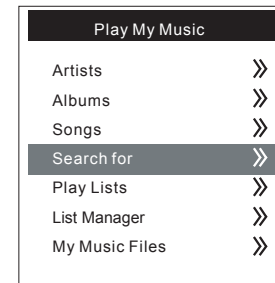 Play My Music
Artists
Albums
Songs
Search for
Play Lists
List Manager
My Music Files